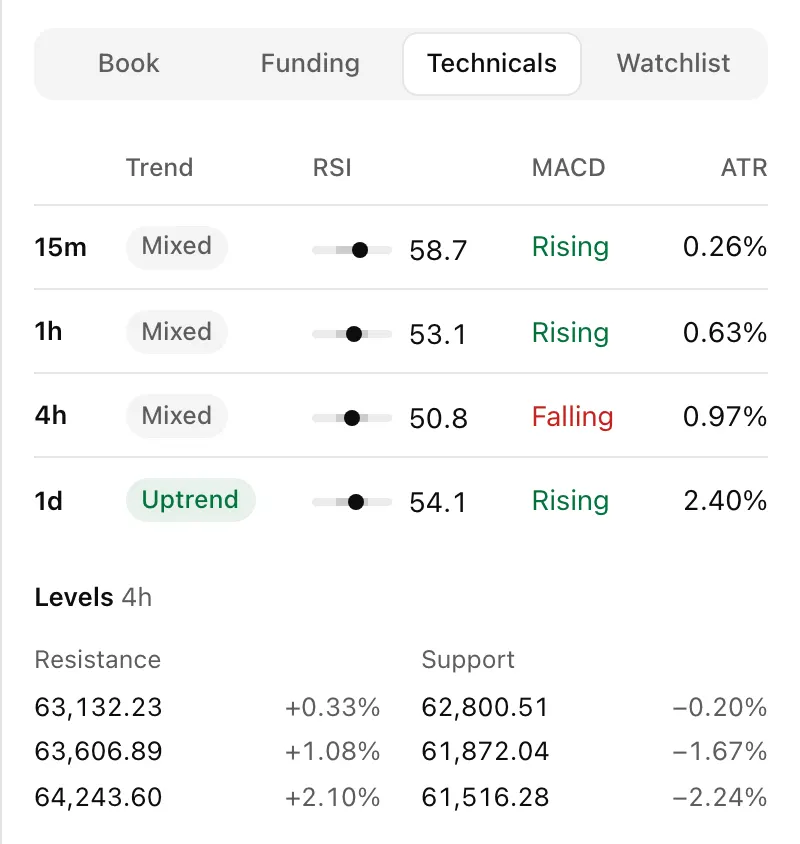 Book Funding Technicals Watchlist
Trend RSI MACD ATR
15m Mixed 58.7 Rising 0.26%
1h Mixed 53.1 Rising 0.63%
4h Mixed 50.8 Falling 0.97%
1d Uptrend 54.1 Rising 2.40%
Levels 4h
Resistance Support
63,132.23 +0.33% 62,800.51 −0.20%
63,606.89 +1.08% 61,872.04 −1.67%
64,243.60 +2.10% 61,516.28 −2.24%